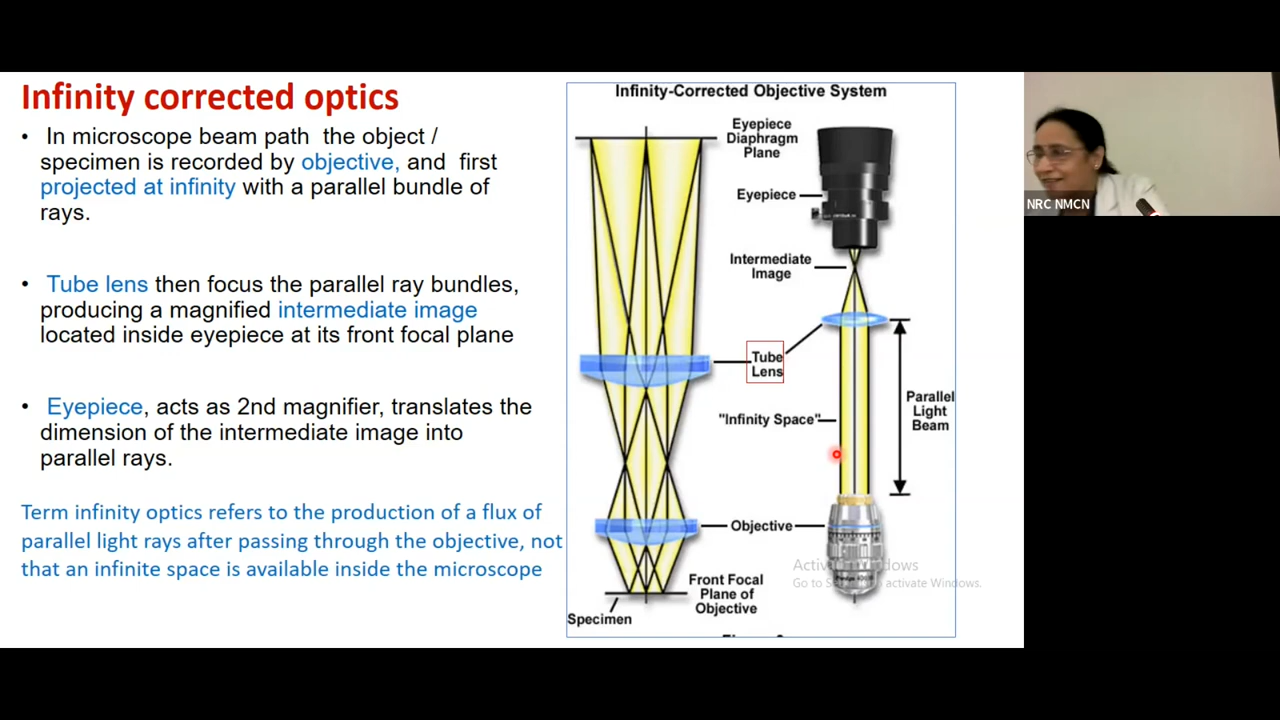 Infinity corrected optics
• In microscope beam path the object /
specimen is recorded by objective, and first
projected at infinity with a parallel bundle of
rays.
• Tube lens then focus the parallel ray bundles,
producing a magnified intermediate image
located inside eyepiece at its front focal plane
• Eyepiece, acts as 2nd magnifier, translates the
dimension of the intermediate image into
parallel rays.
Term infinity optics refers to the production of a flux of
parallel light rays after passing through the objective, not
that an infinite space is available inside the microscope
Infinity-Corrected Objective System
Eyepiece
Diaphragm
Plane
Eyepiece
Intermediate
Image
Tube
Lens
"Infinity Space"
Parallel
Light
Beam
Objective
Front Focal
Plane of
Objective
Specimen
NRC NMCN